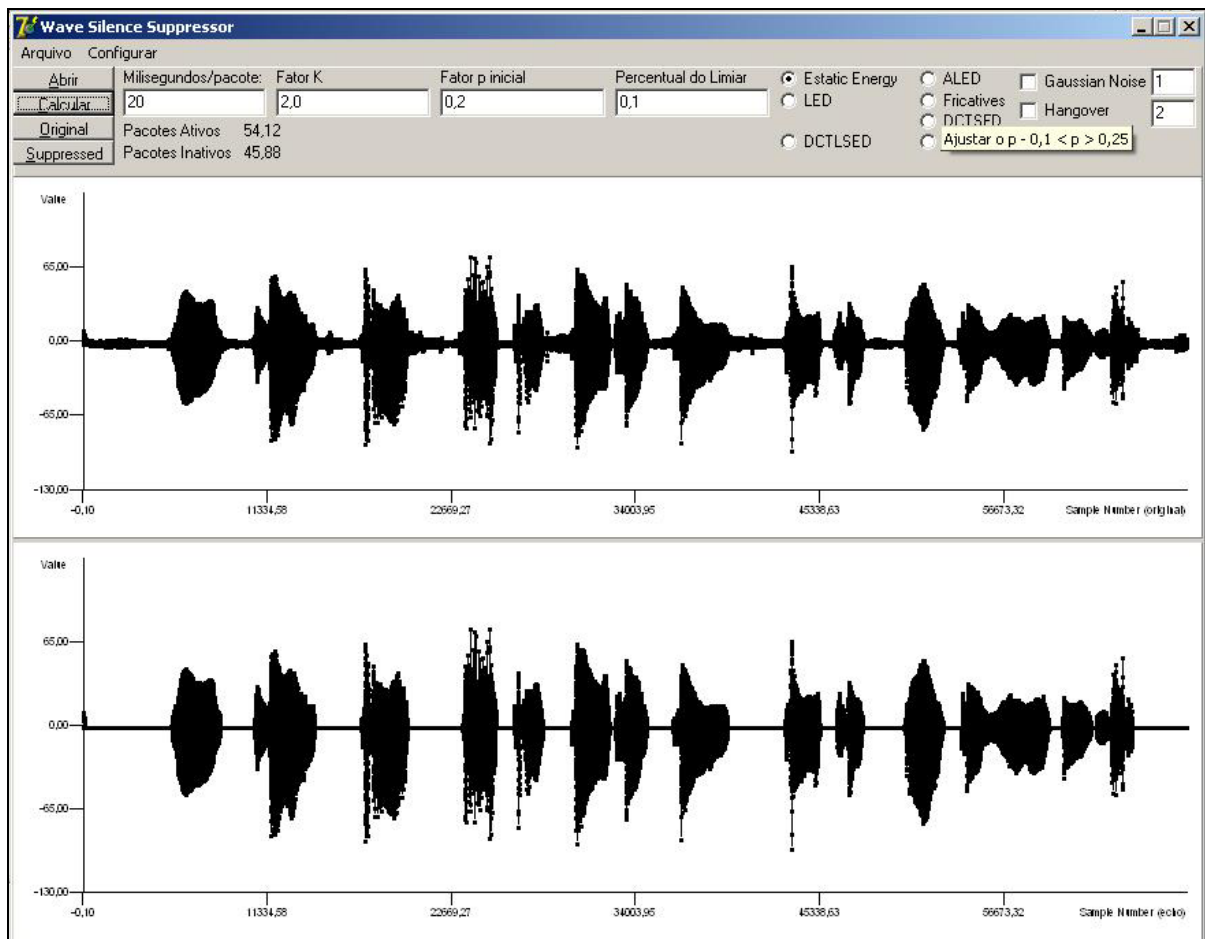 Wave Silence Suppressor
Arquivo Configurar
Abrir
Calcular
Original
Suppressed
Milisegundos/pacote:
20
Fator K
2,0
Fator p inicial
0,2
Percentual do Limiar
0,1
Pacotes Ativos 54,12
Pacotes Inativos 45,88
Estatic Energy
LED
DCTLSED
ALED
Fricatives
DCTSED
Gaussian Noise 1
Hangover 2
Ajustar o p - 0,1 < p > 0,25
Value
65,00
0,00
-65,00
-130,00
-0,10 11334,58 22669,27 34003,95 45338,63 56673,32 Sample Number (original)
Value
65,00
0,00
-65,00
-130,00
-0,10 11334,58 22669,27 34003,95 45338,63 56673,32 Sample Number (echo)